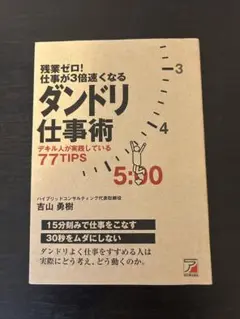 残業ゼロ!
仕事が3倍速くなる
ダンドリ
仕事術
デキル人が実践している
77TIPS
3
4
5:00
ハイブリッドコンサルティング代表取締役
吉山 勇樹
15分刻みで仕事をこなす
30秒をムダにしない
ダンドリよく仕事をすすめる人は
実際にどう考え、どう動くのか。